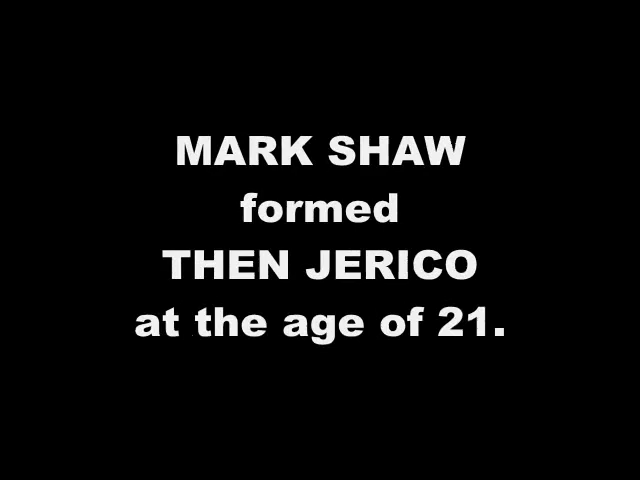 MARK SHAW
formed
THEN JERICO
at the age of 21.